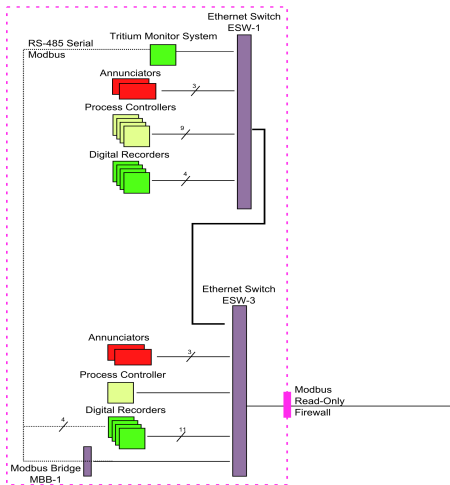 Ethernet Switch
ESW-1
Tritium Monitor System
RS-485 Serial
Modbus
Annunciators
3
Process Controllers
9
Digital Recorders
4
Ethernet Switch
ESW-3
Annunciators
3
Process Controller
Modbus
Read-Only
Firewall
Digital Recorders
4
11
Modbus Bridge
MBB-1